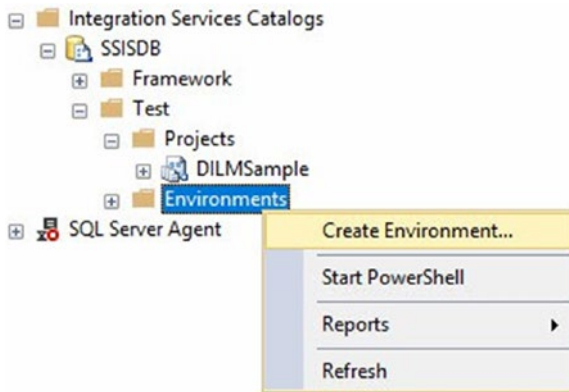 Integration Services Catalogs
SSISDB
Framework
Test
Projects
DILMSample
Environments
SQL Server Agent
Create Environment...
Start PowerShell
Reports
Refresh